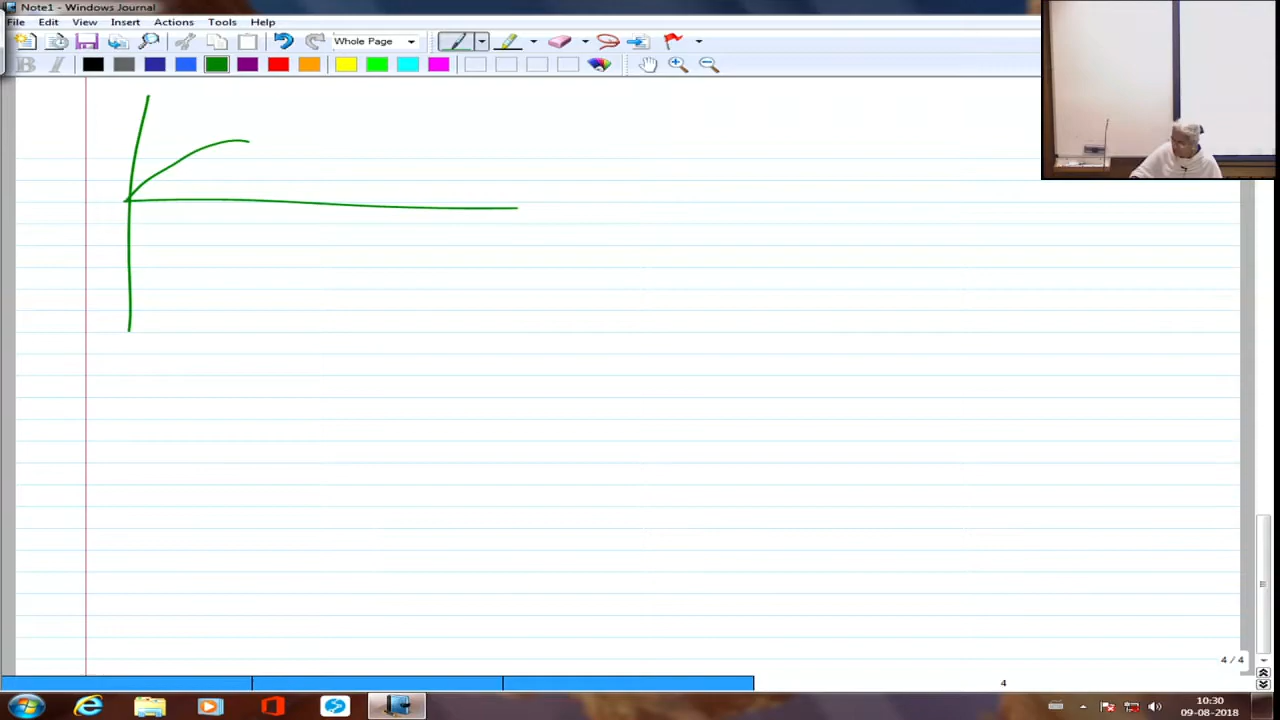 Note1 - Windows Journal
File Edit View Insert Actions Tools Help
Whole Page
B I
4 / 4
4
10:30
09-08-2018